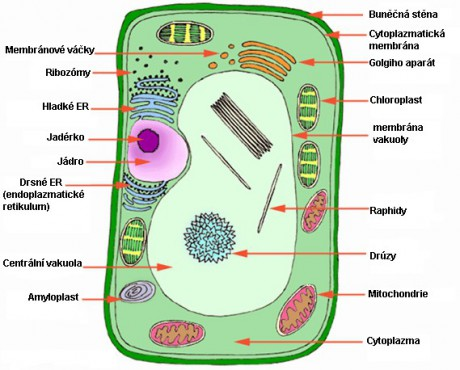 Buněčná stěna
Cytoplazmatická
membrána
Membránové váčky
Golgiho aparát
Ribozómy
Chloroplast
Hladké ER
membrána
vakuoly
Jadérko
Jádro
Drsné ER
(endoplazmatické
retikulum)
Raphidy
Drúzy
Centrální vakuola
Amyloplast
Mitochondrie
Cytoplazma